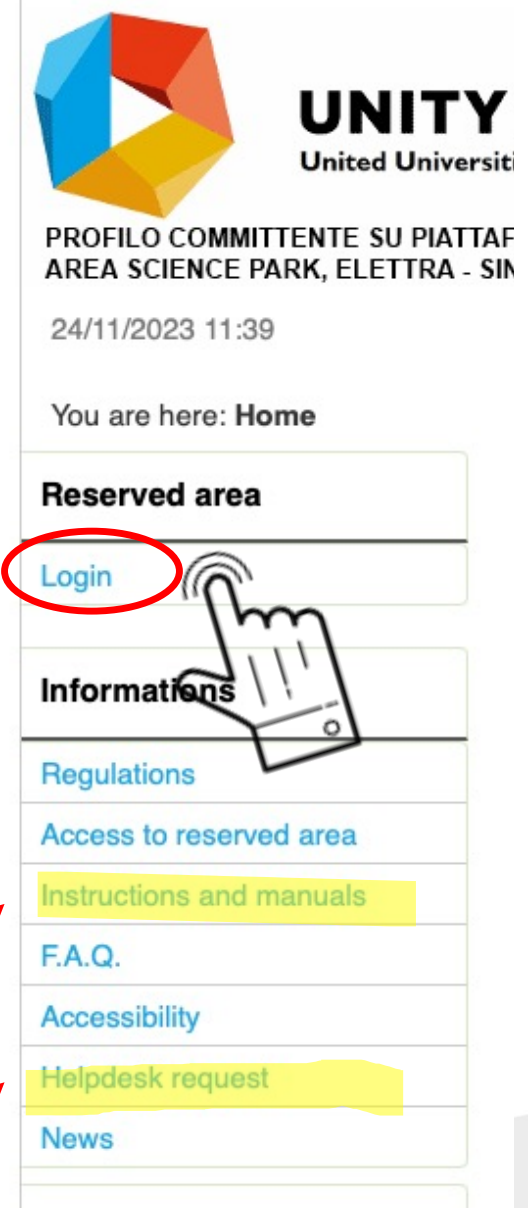 UNITY
United Universiti
PROFILO COMMITTENTE SU PIATTAF
AREA SCIENCE PARK, ELETTRA - SIN
24/11/2023 11:39
You are here: Home
Reserved area
Login
Informations
Regulations
Access to reserved area
Instructions and manuals
F.A.Q.
Accessibility
Helpdesk request
News